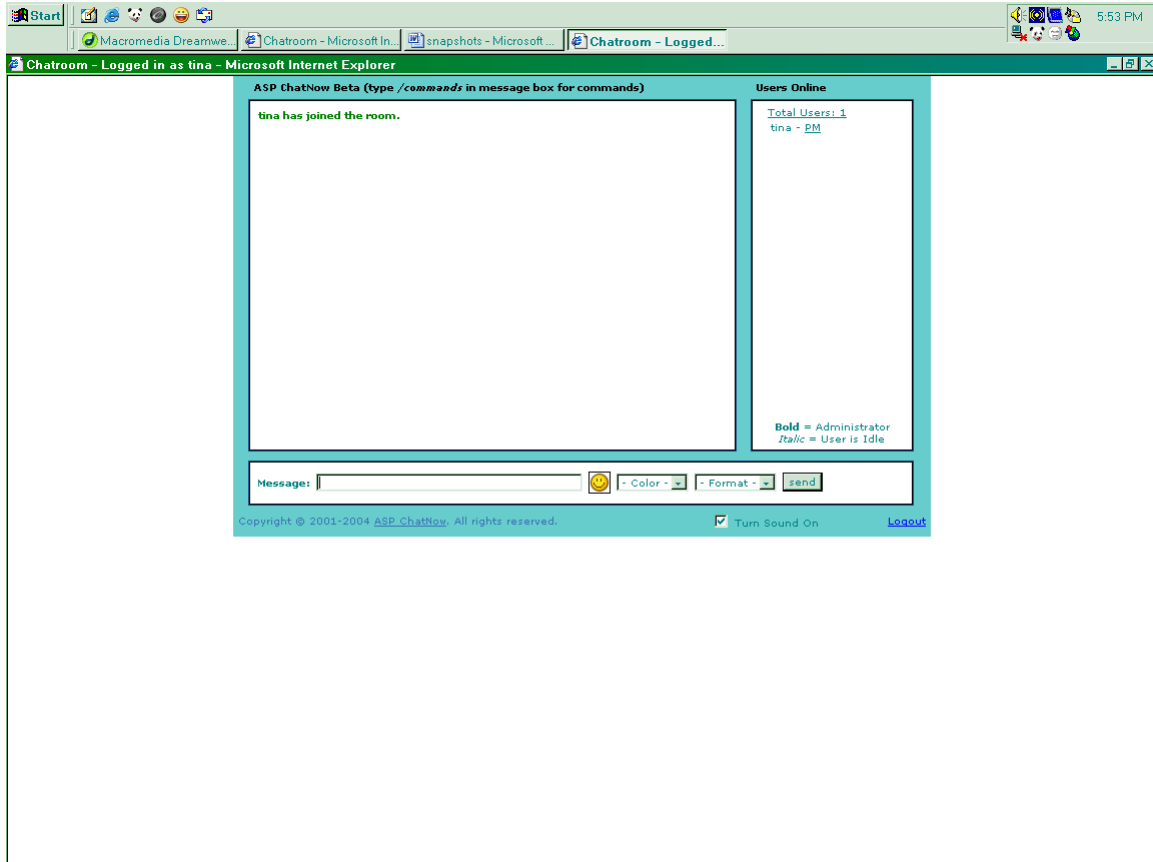 Start
5:53 PM
Macromedia Dreamwe...
Chatroom - Microsoft In...
snapshots - Microsoft ...
Chatroom - Logged...
Chatroom - Logged in as tina - Microsoft Internet Explorer
ASP ChatNow Beta (type /commands in message box for commands)
Users Online
tina has joined the room.
Total Users: 1
tina - PM
Bold = Administrator
Italic = User is Idle
Message:
- Color -
- Format -
send
Copyright © 2001-2004 ASP ChatNow. All rights reserved.
Turn Sound On
Logout